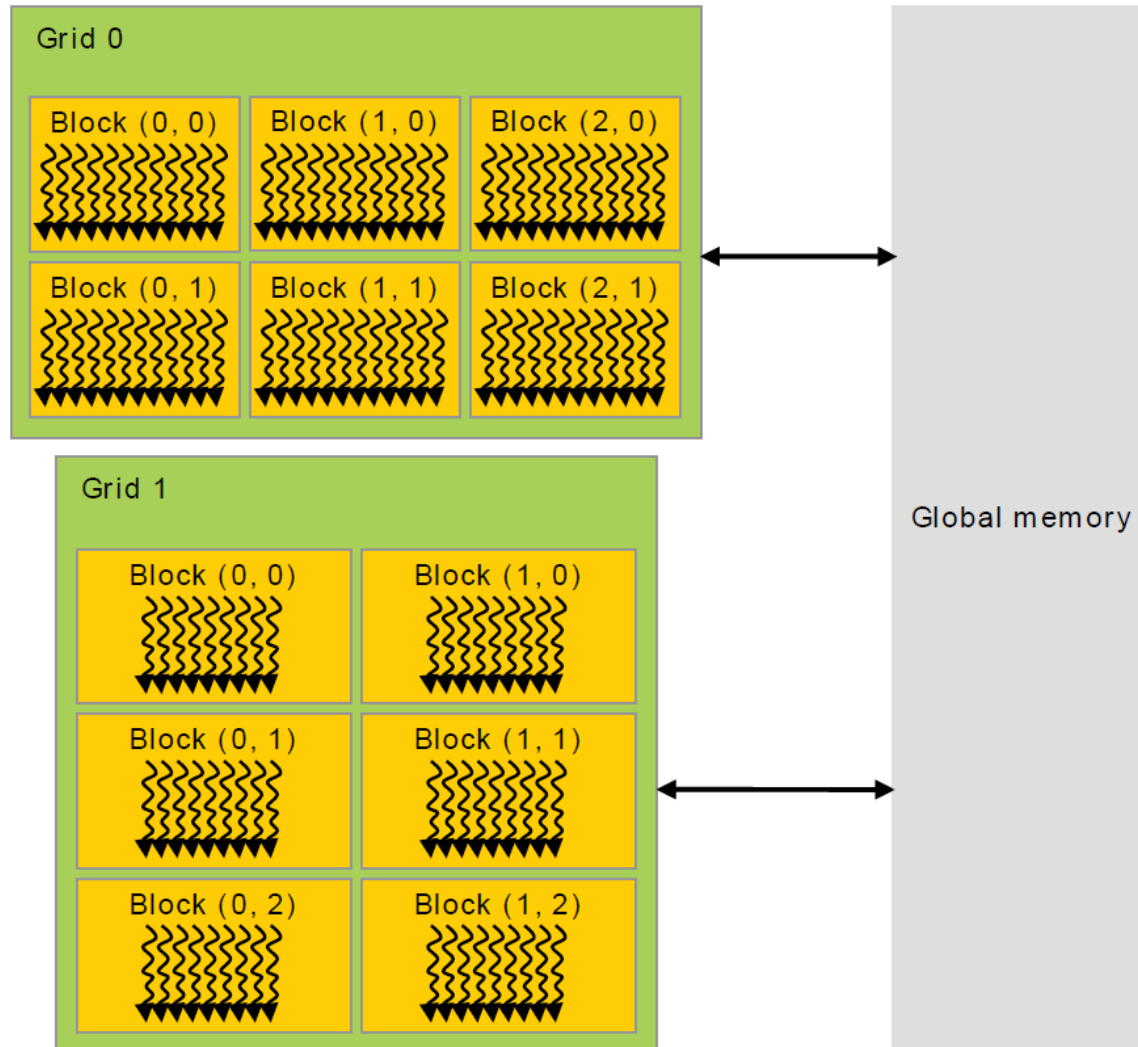 Grid 0
Block (0, 0) Block (1, 0) Block (2, 0)
Block (0, 1) Block (1, 1) Block (2, 1)
Grid 1
Global memory
Block (0, 0) Block (1, 0)
Block (0, 1) Block (1, 1)
Block (0, 2) Block (1, 2)